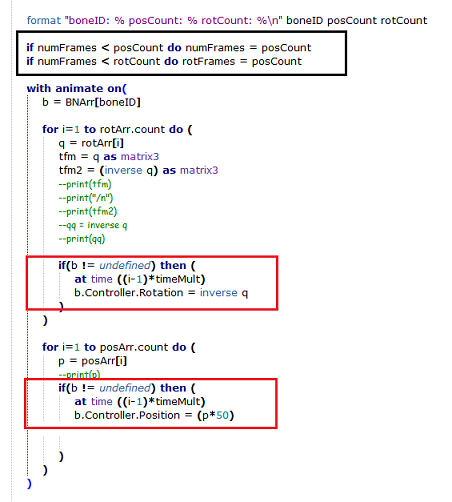 format "boneID: % posCount: % rotCount: %\n" boneID posCount rotCount
if numFrames < posCount do numFrames = posCount
if numFrames < rotCount do rotFrames = posCount
with animate on(
b = BNArr[boneID]
for i=1 to rotArr.count do (
q = rotArr[i]
tfm = q as matrix3
tfm2 = (inverse q) as matrix3
--print(tfm)
--print("/n")
--print(tfm2)
--qq = inverse q
--print(qq)
if(b != undefined) then (
at time ((i-1)*timeMult)
b.Controller.Rotation = inverse q
)
)
for i=1 to posArr.count do (
p = posArr[i]
--print(p)
if(b != undefined) then (
at time ((i-1)*timeMult)
b.Controller.Position = (p*50)
)
)
)